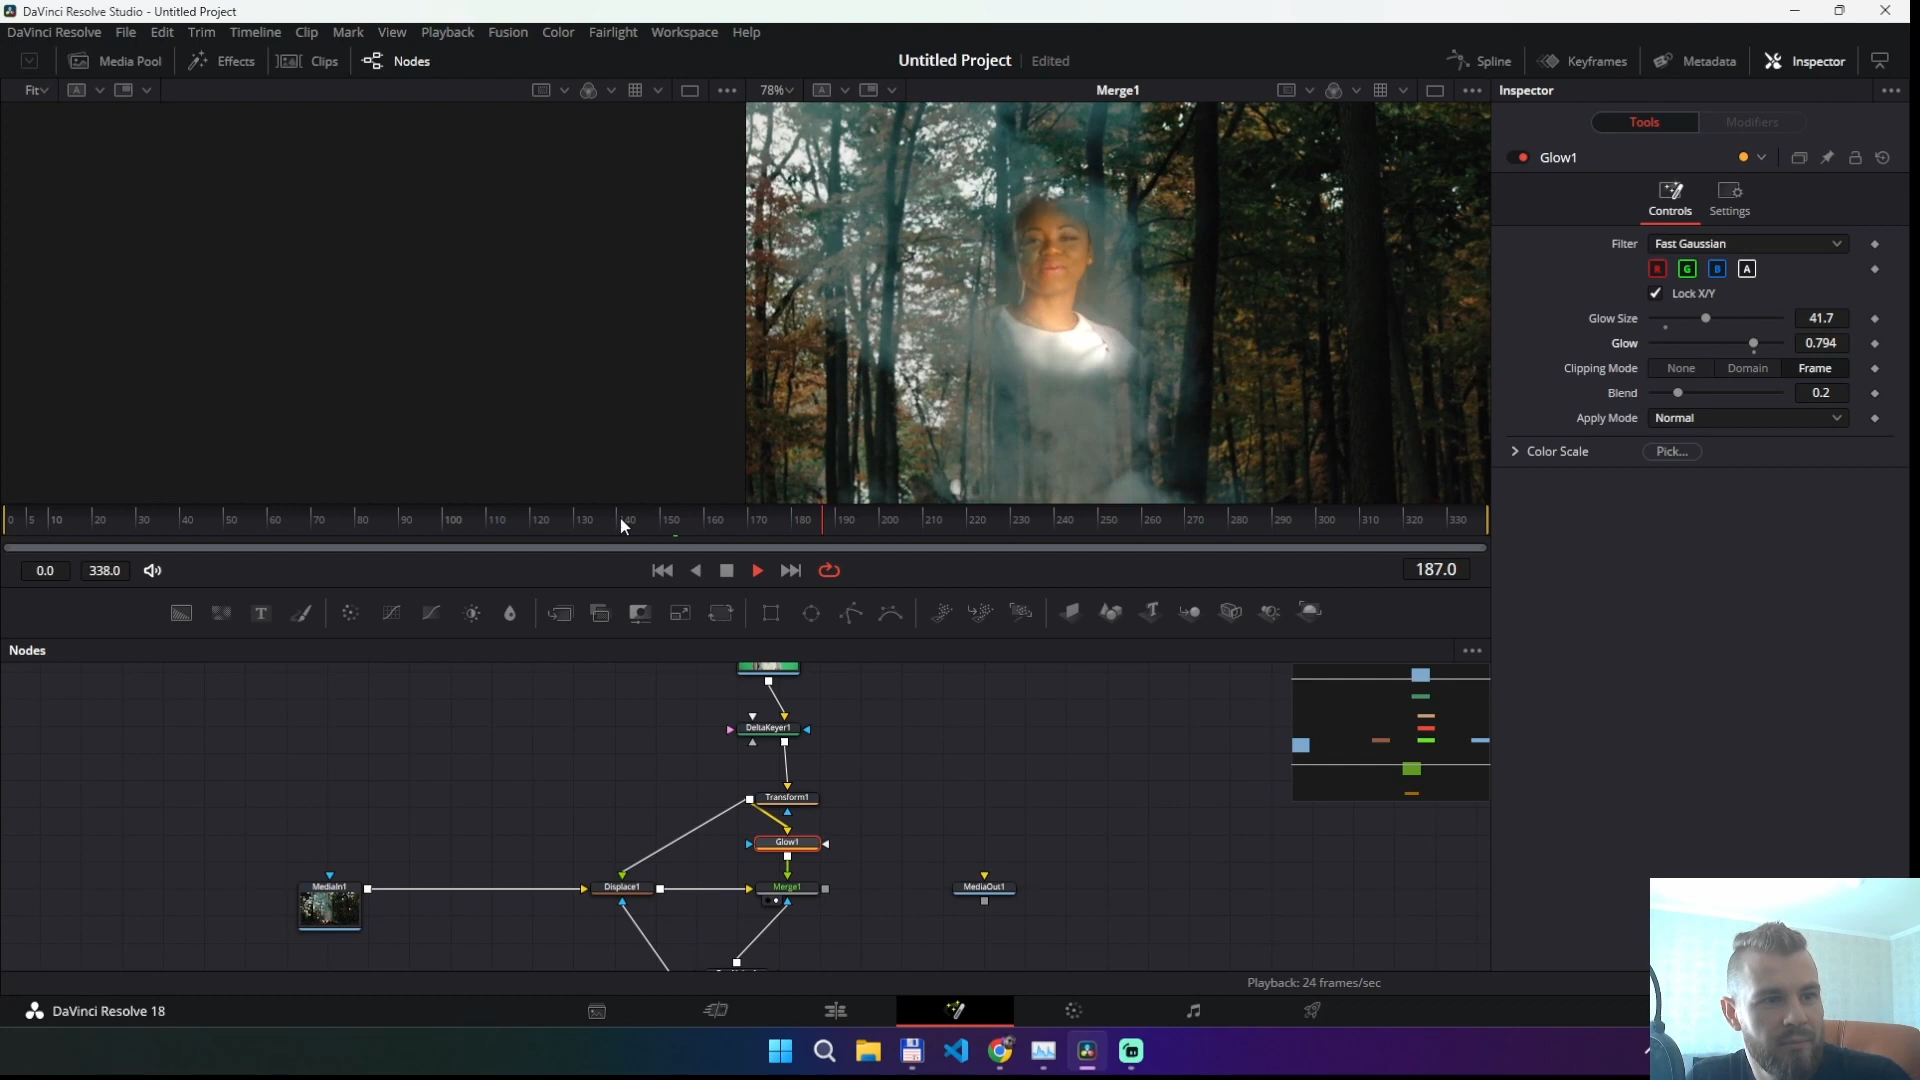 DaVinci Resolve Studio - Untitled Project
DaVinci Resolve File Edit Trim Timeline Clip Mark View Playback Fusion Color Fairlight Workspace Help
Media Pool Effects Clips Nodes Untitled Project Edited Spline Keyframes Metadata Inspector
Fit A 78% A Merge1 Inspector
Tools Modifiers
Glow1
Controls Settings
Filter Fast Gaussian
R G B A
Lock X/Y
Glow Size 41.7
Glow 0.794
Clipping Mode None Domain Frame
Blend 0.2
Apply Mode Normal
Color Scale Pick...
0 5 10 20 30 40 50 60 70 80 90 100 110 120 130 140 150 160 170 180 190 200 210 220 230 240 250 260 270 280 290 300 310 320 330
0.0 338.0 187.0
T
Nodes
DeltaKeyer1
Transform1
Glow1
MediaIn1 Displace1 Merge1 MediaOut1
Playback: 24 frames/sec
DaVinci Resolve 18